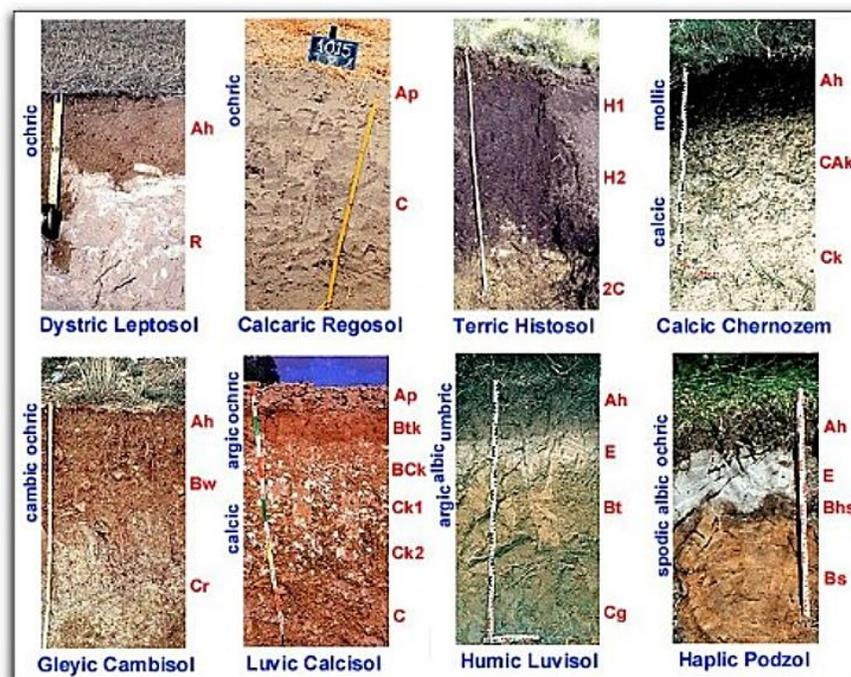 ochric
Ah
R
Dystric Leptosol
ochric
1015
Ap
C
Calcaric Regosol
H1
H2
2C
Terric Histosol
mollic
calcic
Ah
CAk
Ck
Calcic Chernozem
cambic ochric
Ah
Bw
Cr
Gleyic Cambisol
argic ochric
calcic
Ap
Btk
BCk
Ck1
Ck2
C
Luvic Calcisol
argic albic umbric
Ah
E
Bt
Cg
Humic Luvisol
spodic albic ochric
Ah
E
Bhs
Bs
Haplic Podzol